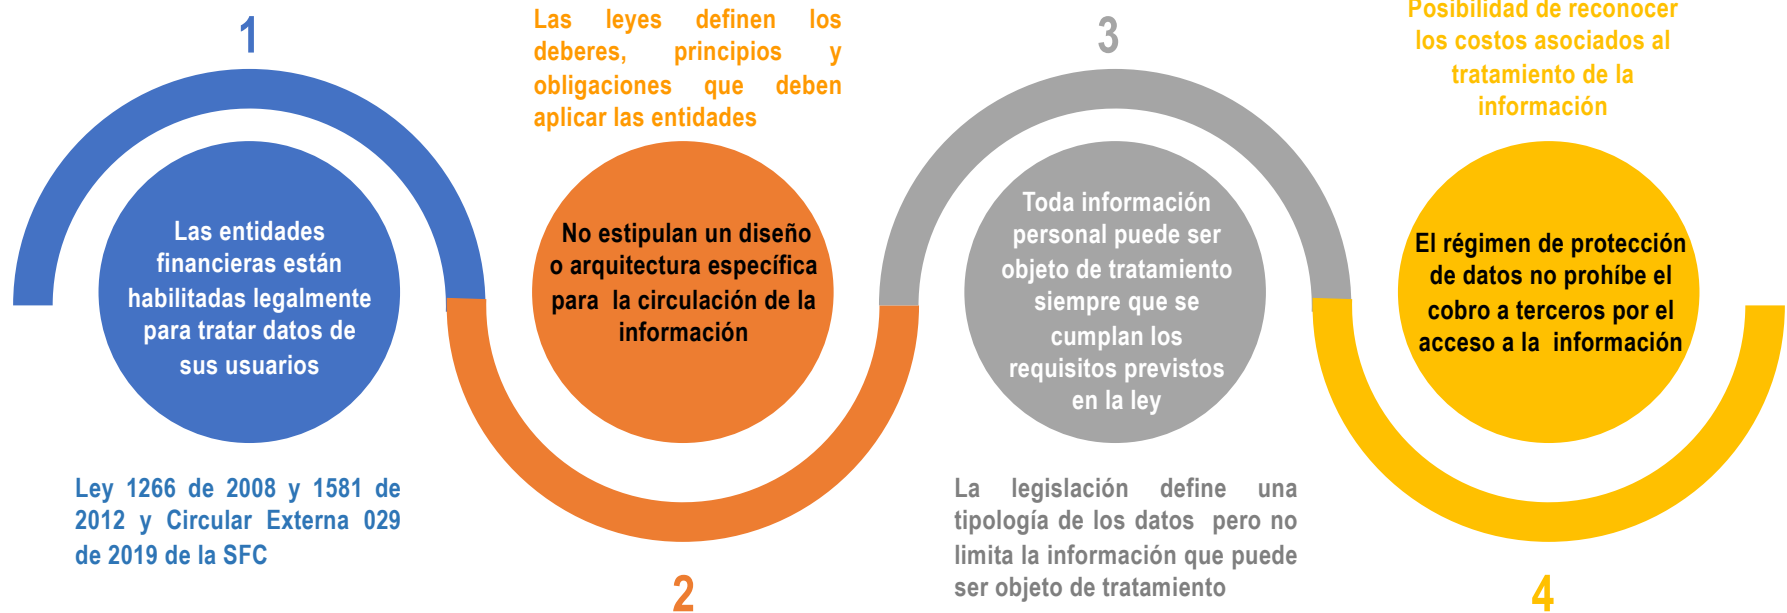 1
Las entidades
financieras están
habilitadas legalmente
para tratar datos de
sus usuarios
Ley 1266 de 2008 y 1581 de
2012 y Circular Externa 029
de 2019 de la SFC
Las leyes definen los
deberes, principios y
obligaciones que deben
aplicar las entidades
No estipulan un diseño
o arquitectura específica
para la circulación de la
información
2
3
Toda información
personal puede ser
objeto de tratamiento
siempre que se
cumplan los
requisitos previstos
en la ley
La legislación define una
tipología de los datos pero no
limita la información que puede
ser objeto de tratamiento
Posibilidad de reconocer
los costos asociados al
tratamiento de la
información
El régimen de protección
de datos no prohíbe el
cobro a terceros por el
acceso a la información
4